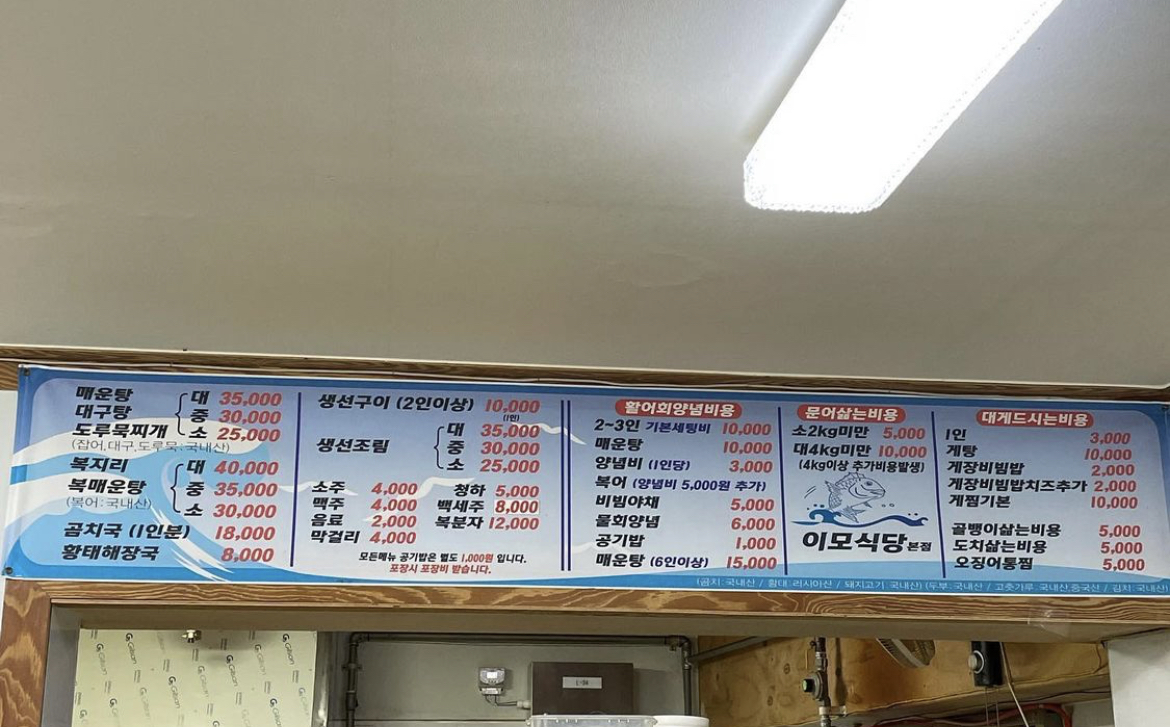 매운탕
대구탕
도루묵찌개
대 35,000
중 30,000
소 25,000
(잡어,대구,도루묵:국내산)
복지리
복매운탕
(복어:국내산)
대 40,000
중 35,000
소 30,000
곰치국 (1인분) 18,000
황태해장국 8,000
생선구이 (2인이상) 10,000
(1인)
생선조림
대 35,000
중 30,000
소 25,000
소주 4,000
맥주 4,000
음료 2,000
막걸리 4,000
청하 5,000
백세주 8,000
복분자 12,000
모든메뉴 공기밥은 별도 1,000원 입니다.
포장시 포장비 받습니다.
활어회양념비용
2~3인 기본세팅비 10,000
매운탕 10,000
양념비 (1인당) 3,000
복어 (양념비 5,000원 추가)
비빔야채 5,000
물회양념 6,000
공기밥 1,000
매운탕 (6인이상) 15,000
문어삶는비용
소2kg미만 5,000
대4kg미만 10,000
(4kg이상 추가비용발생)
이모식당본점
대게드시는비용
1인 3,000
게탕 10,000
게장비빔밥 2,000
게장비빔밥치즈추가 2,000
게찜기본 10,000
골뱅이삶는비용 5,000
도치삶는비용 5,000
오징어통찜 5,000
(곰치:국내산 / 황태:러시아산 / 돼지고기:국내산) (두부:국내산 / 고춧가루:국내산,중국산 / 김치:국내산)